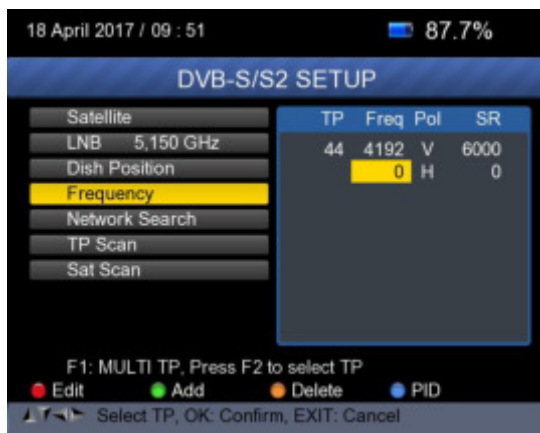 18 April 2017 / 09 : 51 87.7%
DVB-S/S2 SETUP
Satellite
LNB 5,150 GHz
Dish Position
Frequency
Network Search
TP Scan
Sat Scan
TP Freq Pol SR
44 4192 V 6000
0 H 0
F1: MULTI TP, Press F2 to select TP
Edit Add Delete PID
Select TP, OK: Confirm, EXIT: Cancel